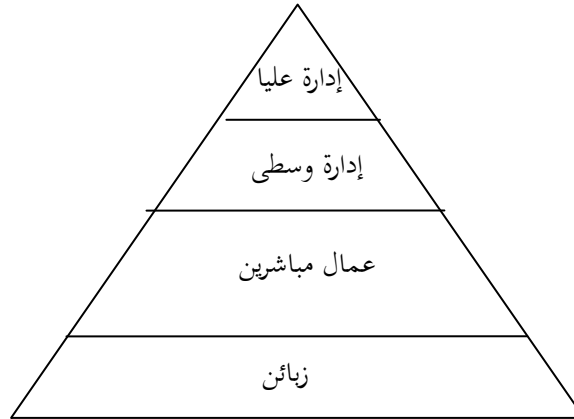 إدارة عليا
إدارة وسطى
عمال مباشرين
زبائن